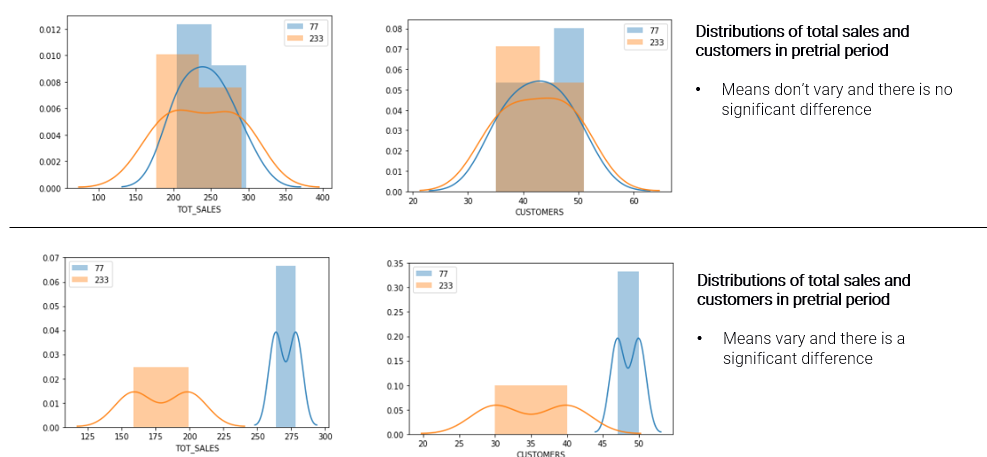 77
233
0.012
0.010
0.008
0.006
0.004
0.002
0.000
100 150 200 250 300 350 400
TOT_SALES
77
233
0.08
0.07
0.06
0.05
0.04
0.03
0.02
0.01
0.00
20 30 40 50 60
CUSTOMERS
Distributions of total sales and
customers in pretrial period
• Means don't vary and there is no
significant difference
77
233
0.07
0.06
0.05
0.04
0.03
0.02
0.01
0.00
125 150 175 200 225 250 275 300
TOT_SALES
77
233
0.35
0.30
0.25
0.20
0.15
0.10
0.05
0.00
20 25 30 35 40 45 50
CUSTOMERS
Distributions of total sales and
customers in pretrial period
• Means vary and there is a
significant difference